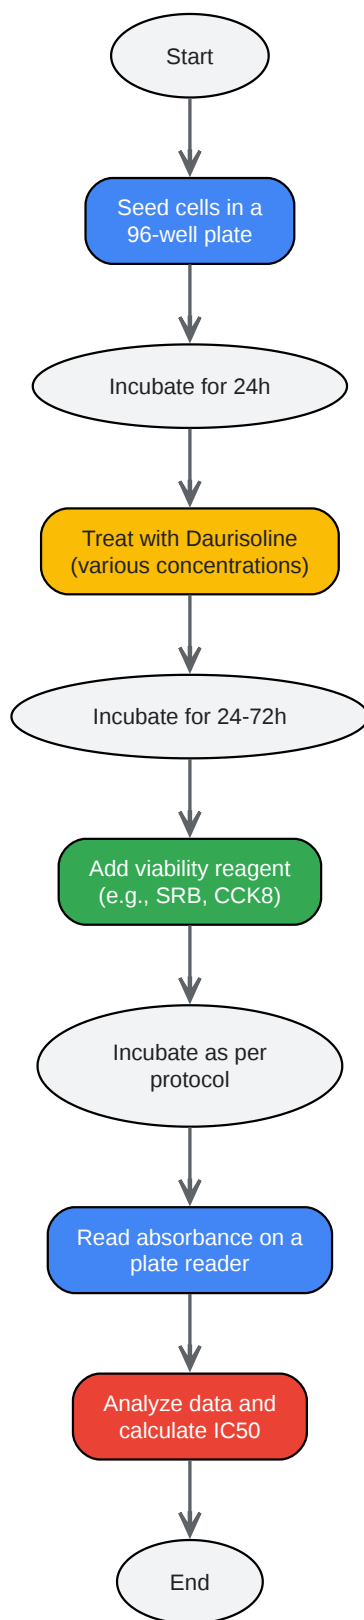 Start
Seed cells in a
96-well plate
Incubate for 24h
Treat with Daurisoline
(various concentrations)
Incubate for 24-72h
Add viability reagent
(e.g., SRB, CCK8)
Incubate as per
protocol
Read absorbance on a
plate reader
Analyze data and
calculate IC50
End